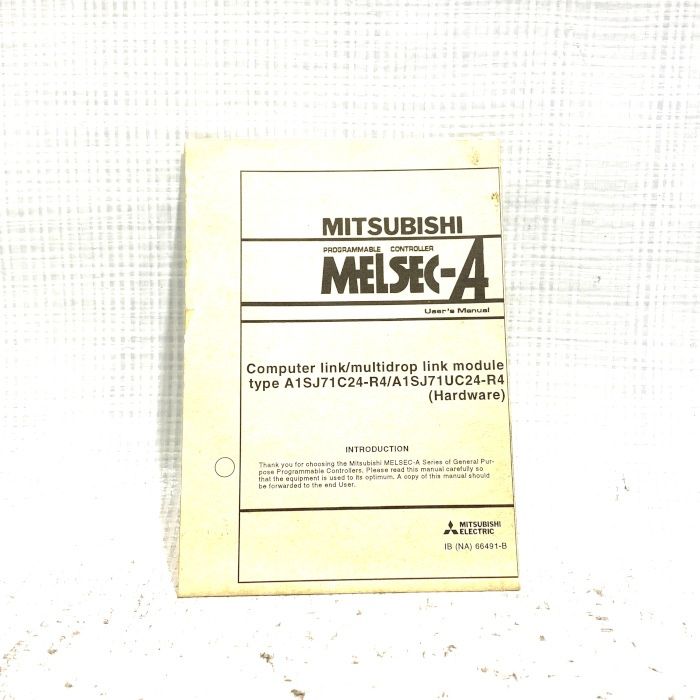 MITSUBISHI
PROGRAMMABLE CONTROLLER
MELSEC-A
User's Manual
Computer link/multidrop link module
type A1SJ71C24-R4/A1SJ71UC24-R4
(Hardware)
INTRODUCTION
Thank you for choosing the Mitsubishi MELSEC-A Series of General Pur-
pose Programmable Controllers. Please read this manual carefully so
that the equipment is used to its optimum. A copy of this manual should
be forwarded to the end User.
MITSUBISHI
ELECTRIC
IB (NA) 66491-B